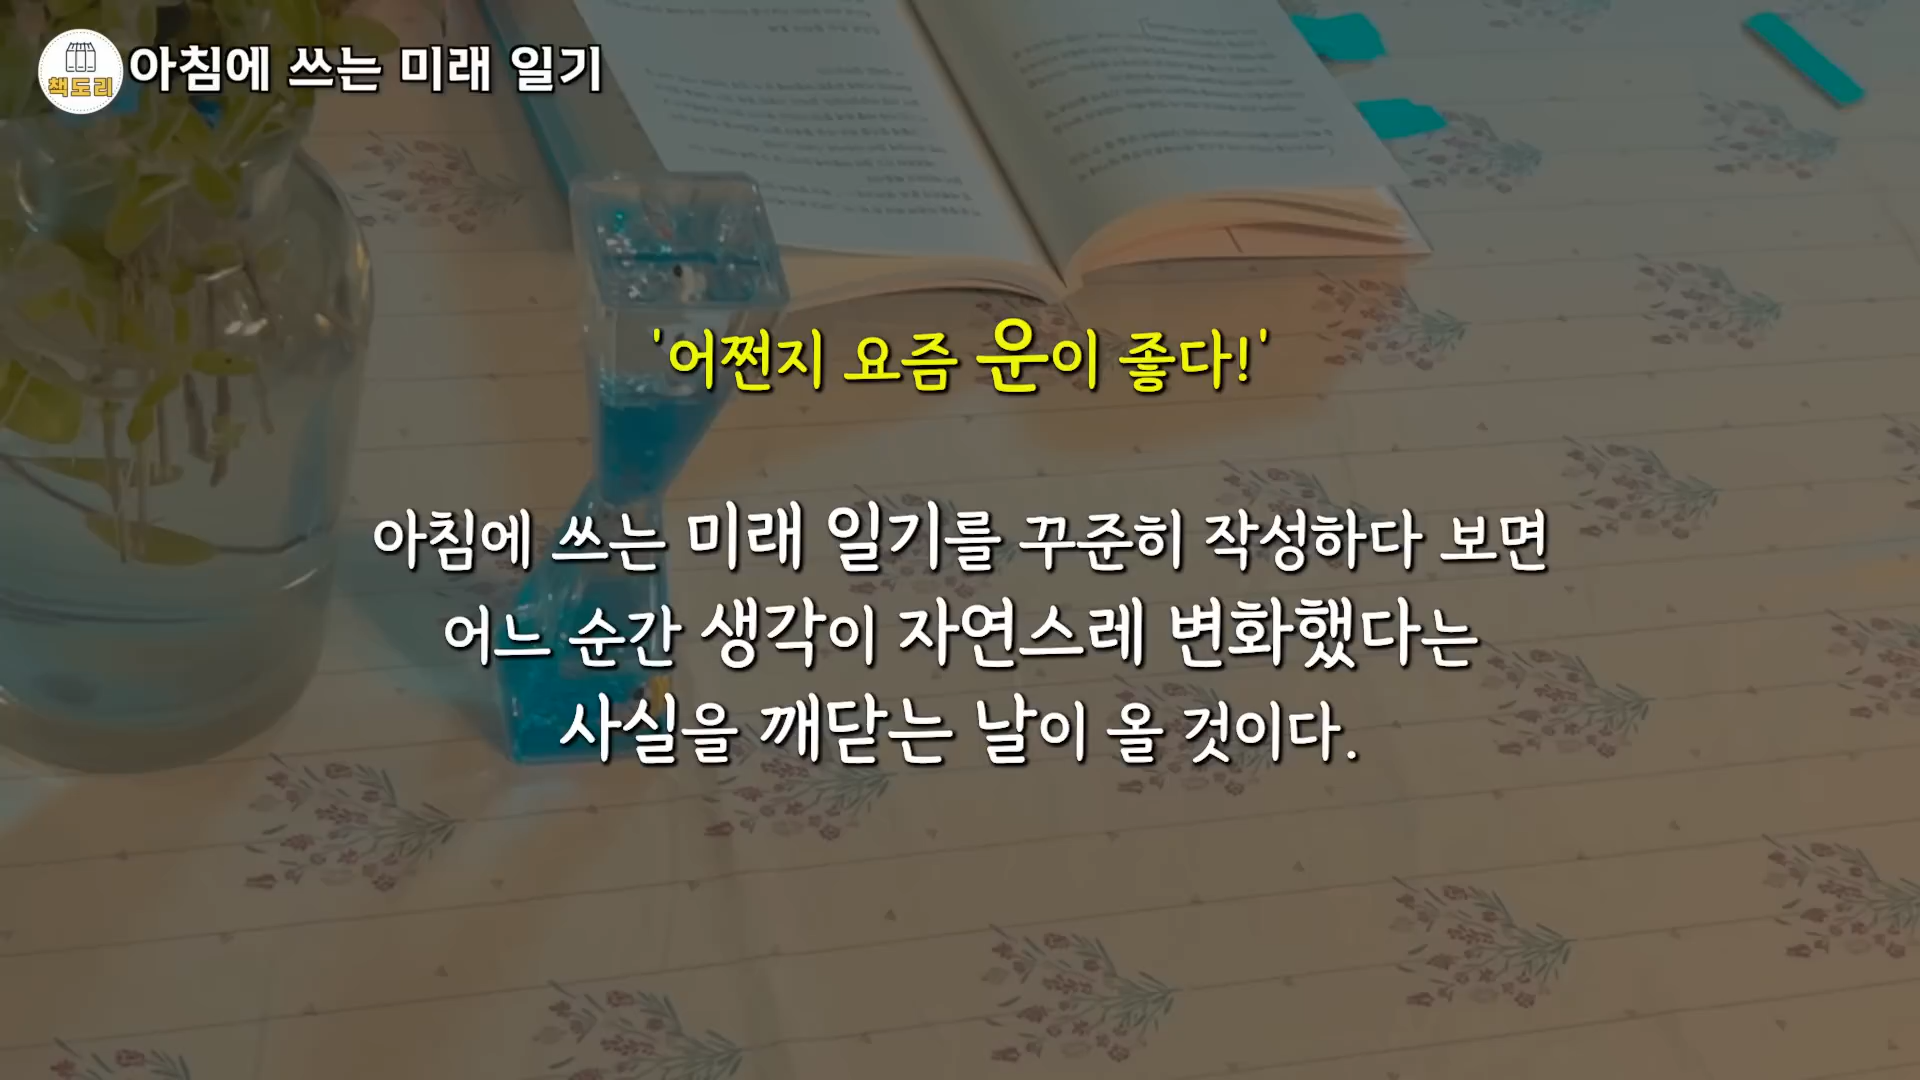 책도리
아침에 쓰는 미래 일기
'어쩐지 요즘 운이 좋다!'
아침에 쓰는 미래 일기를 꾸준히 작성하다 보면
어느 순간 생각이 자연스레 변화했다는
사실을 깨닫는 날이 올 것이다.